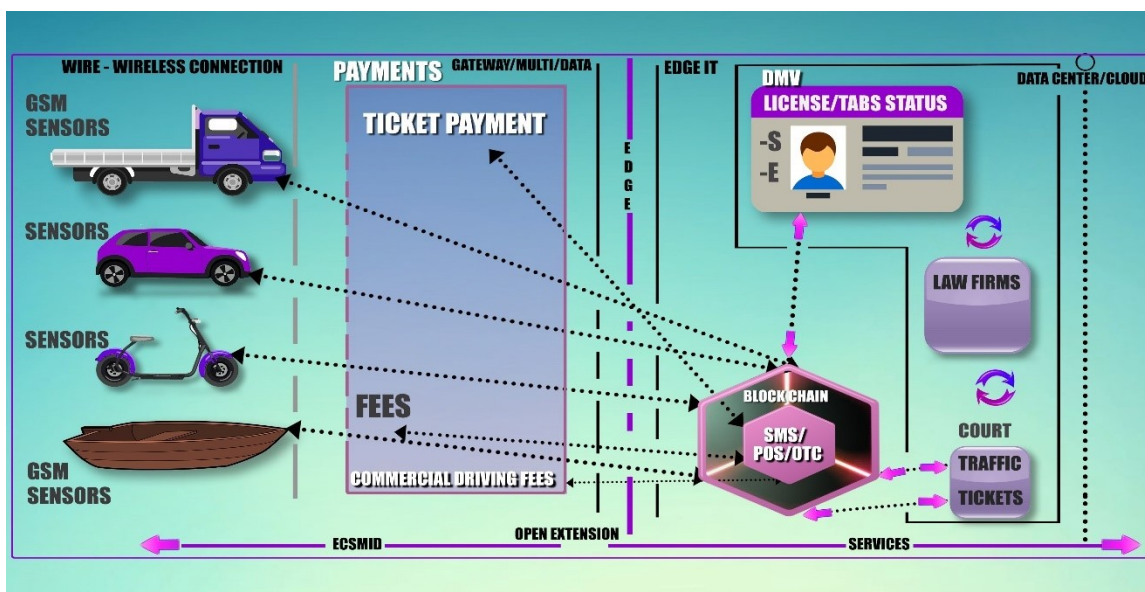 WIRE - WIRELESS CONNECTION
PAYMENTS
GATEWAY/MULTI/DATA
EDGE IT
DMV
DATA CENTER/CLOUD
GSM
SENSORS
TICKET PAYMENT
EDGE
LICENSE/TABS STATUS
-S
-E
SENSORS
LAW FIRMS
SENSORS
BLOCK CHAIN
FEES
SMS/
POS/OTC
COURT
TRAFFIC
TICKETS
GSM
SENSORS
COMMERCIAL DRIVING FEES
OPEN EXTENSION
ECSMID
SERVICES